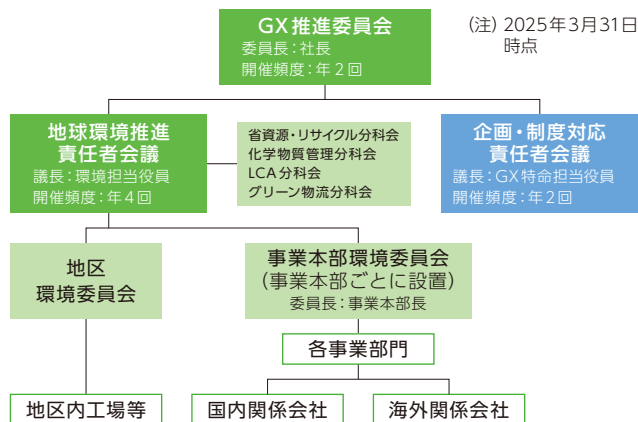 GX推進委員会
委員長：社長
開催頻度：年２回
（注）2025年3月31日
時点
地球環境推進
責任者会議
議長：環境担当役員
開催頻度：年4回
省資源・リサイクル分科会
化学物質管理分科会
LCA分科会
グリーン物流分科会
企画・制度対応
責任者会議
議長：GX特命担当役員
開催頻度：年2回
地区
環境委員会
事業本部環境委員会
（事業本部ごとに設置）
委員長：事業本部長
各事業部門
地区内工場等
国内関係会社
海外関係会社